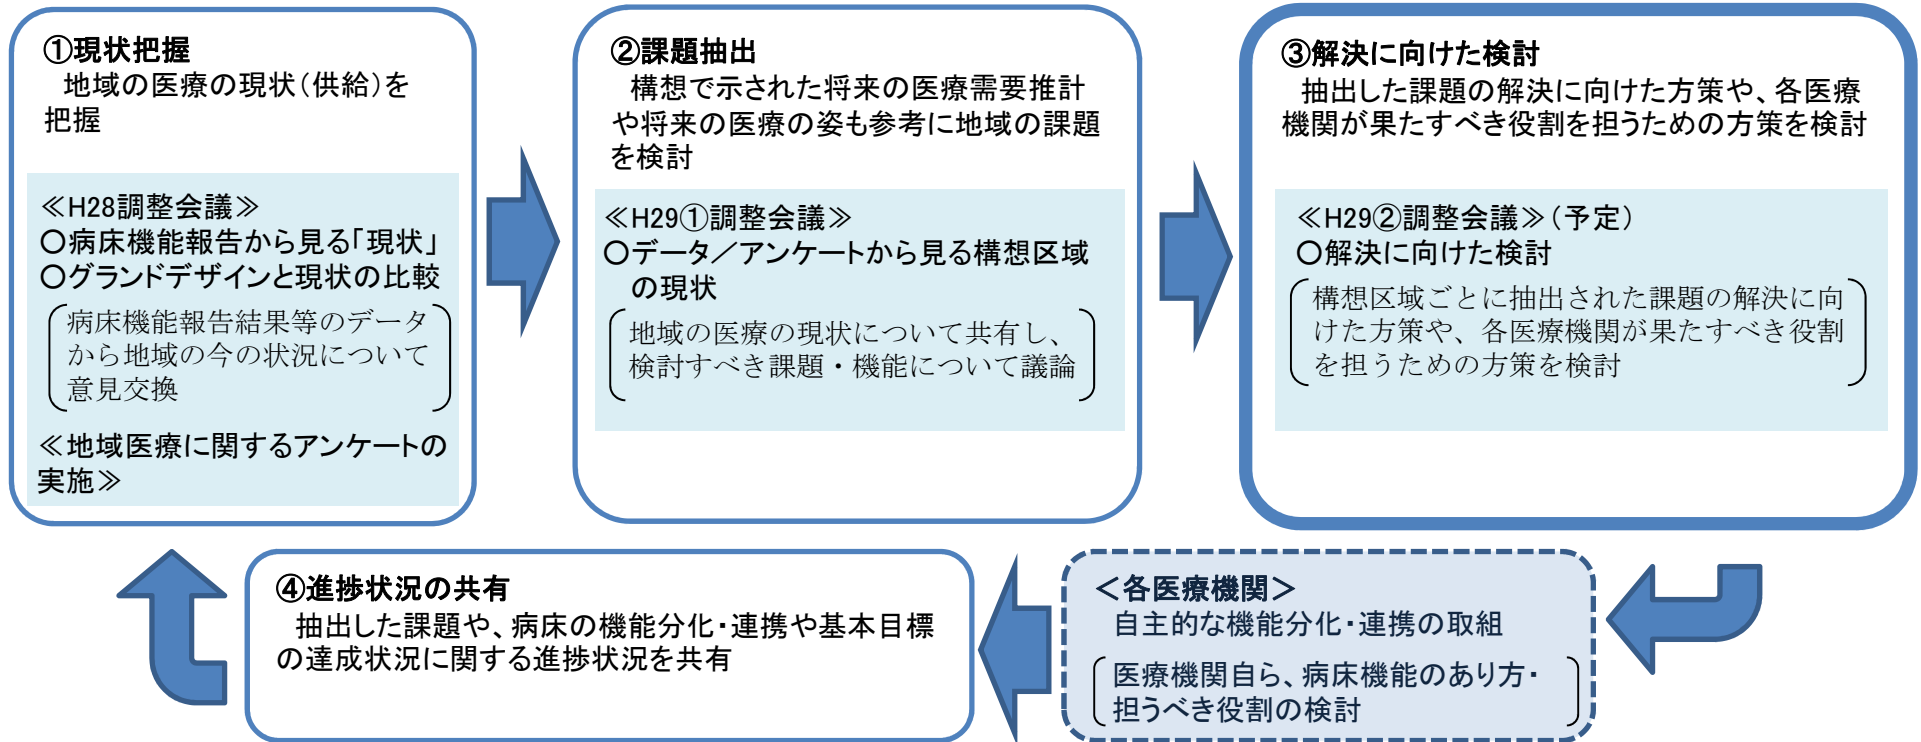 ①現状把握
地域の医療の現状（供給）を
把握
≪H28調整会議≫
○病床機能報告から見る「現状」
○グランドデザインと現状の比較
病床機能報告結果等のデータ
から地域の今の状況について
意見交換
≪地域医療に関するアンケートの
実施≫
②課題抽出
構想で示された将来の医療需要推計
や将来の医療の姿も参考に地域の課題
を検討
≪H29①調整会議≫
○データ／アンケートから見る構想区域
の現状
地域の医療の現状について共有し、
検討すべき課題・機能について議論
③解決に向けた検討
抽出した課題の解決に向けた方策や、各医療
機関が果たすべき役割を担うための方策を検討
≪H29②調整会議≫（予定）
○解決に向けた検討
構想区域ごとに抽出された課題の解決に向
けた方策や、各医療機関が果たすべき役割
を担うための方策を検討
＜各医療機関＞
自主的な機能分化・連携の取組
医療機関自ら、病床機能のあり方・
担うべき役割の検討
④進捗状況の共有
抽出した課題や、病床の機能分化・連携や基本目標
の達成状況に関する進捗状況を共有